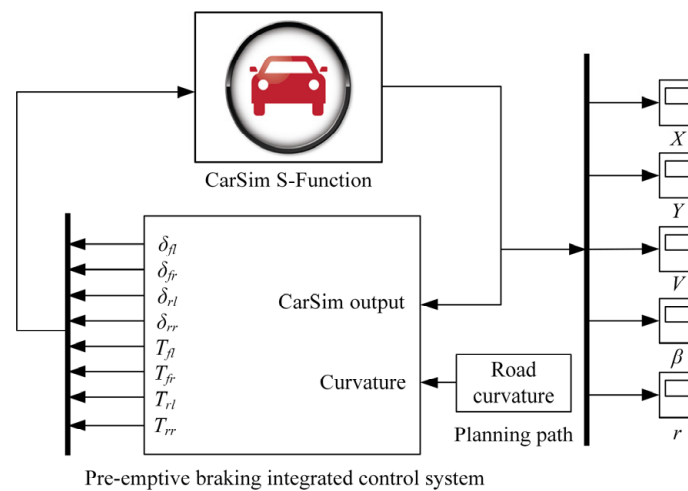 CarSim S-Function
X
Y
V
β
r
δfl
δfr
δrl
δrr
Tfl
Tfr
Trl
Trr
CarSim output
Curvature
Road
curvature
Planning path
Pre-emptive braking integrated control system